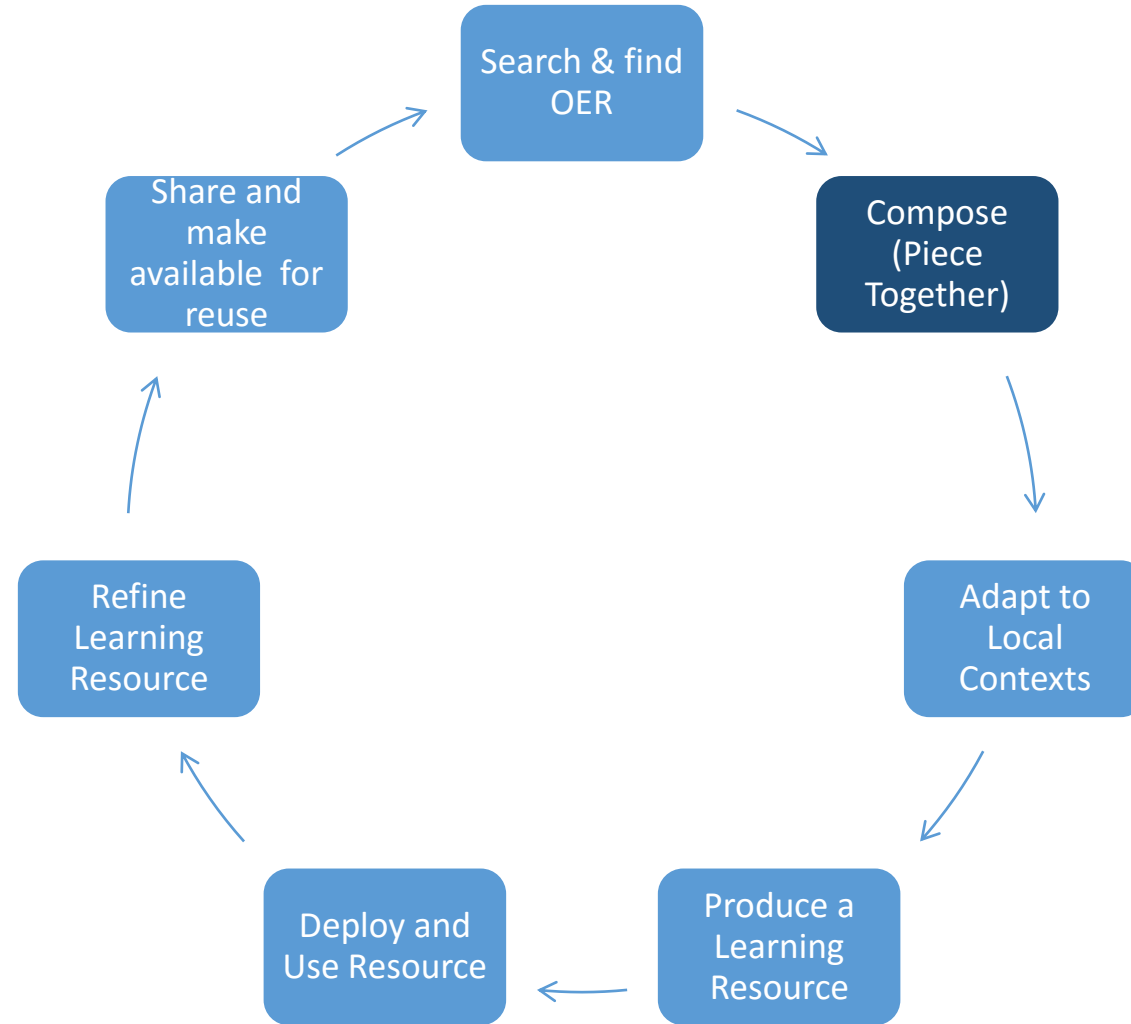 Search & find
OER
Compose
(Piece
Together)
Adapt to
Local
Contexts
Produce a
Learning
Resource
Deploy and
Use Resource
Refine
Learning
Resource
Share and
make
available  for
reuse